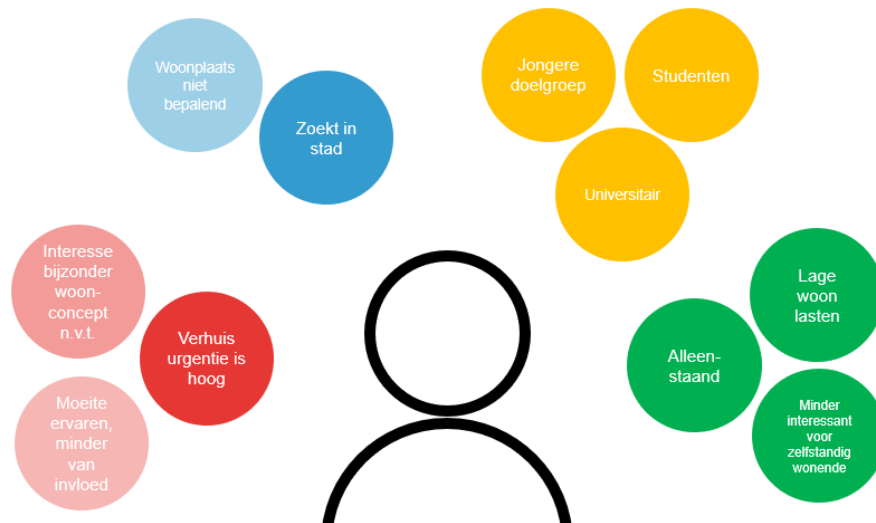 Woonplaats
niet
bepalend
Zoekt in
stad
Jongere
doelgroep
Studenten
Universitair
Interesse
bijzonder
woon-
concept
n.v.t.
Verhuis
urgentie is
hoog
Moeite
ervaren,
minder
van
invloed
Lage
woon
lasten
Alleen-
staand
Minder
interessant
voor
zelfstandig
wonende